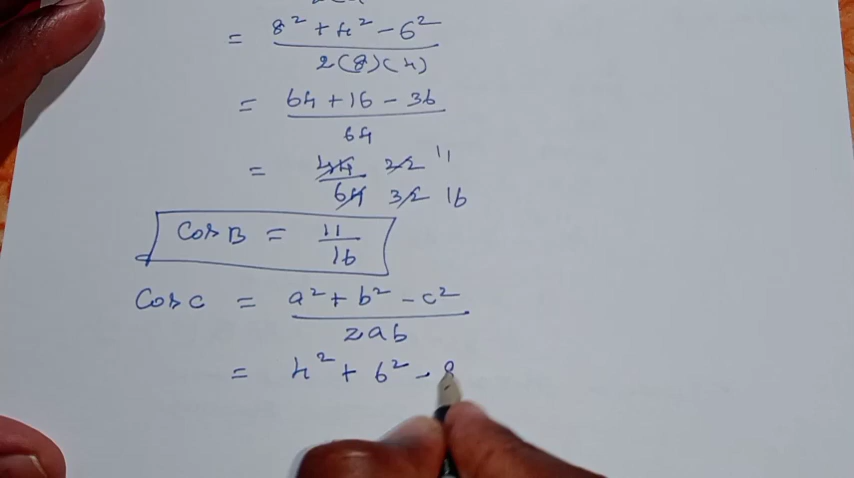 = 8² + 4² - 6² / 2(8)(4)
= 64 + 16 - 36 / 64
= 44 / 64 22 / 32 11 / 16
Cos B = 11 / 16
Cos C = a² + b² - c² / 2ab
= 4² + 6² - 8